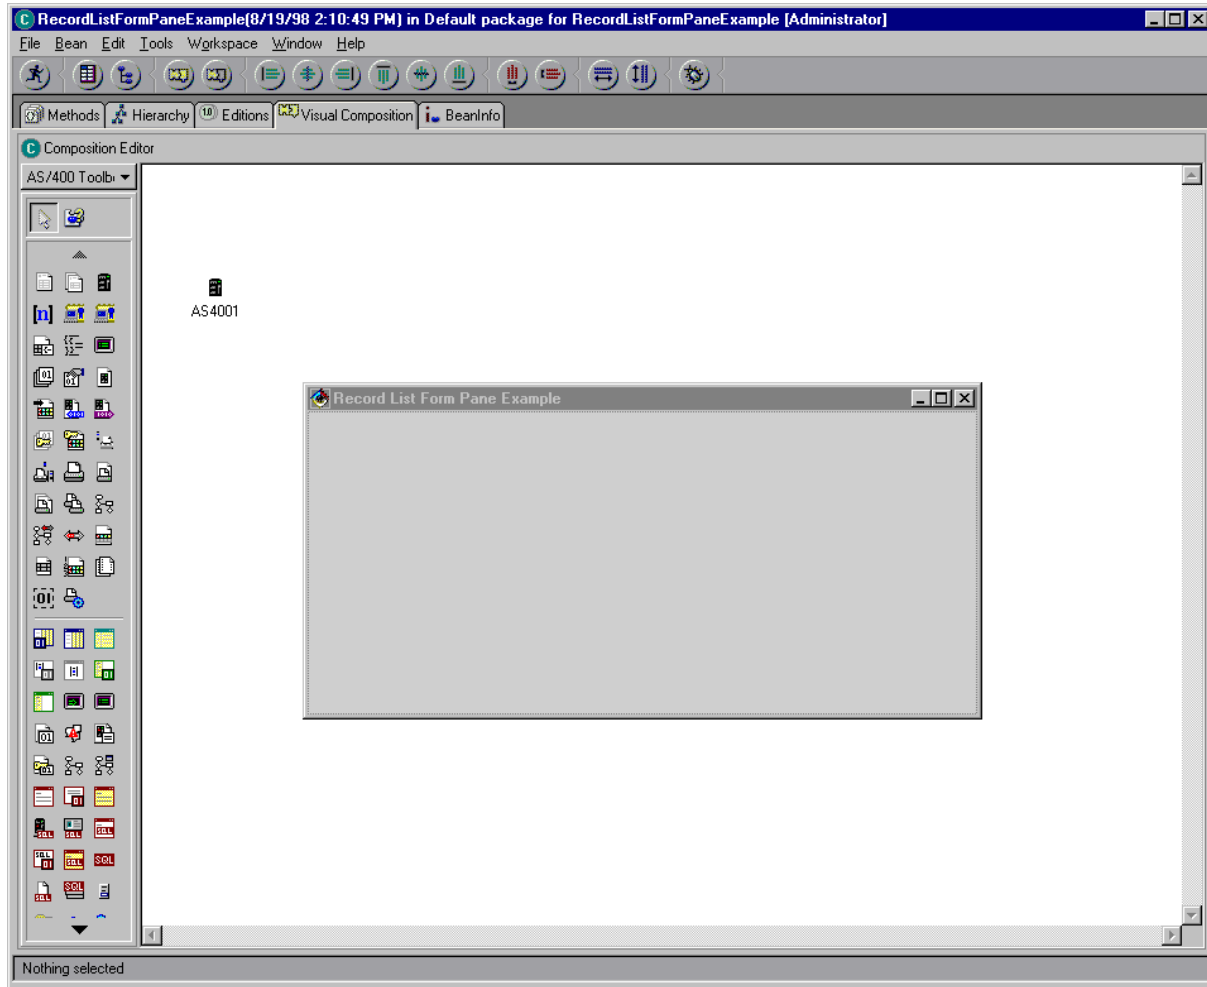 RecordListFormPaneExample(8/19/98 2:10:49 PM) in Default package for RecordListFormPaneExample [Administrator]
File Bean Edit Tools Workspace Window Help
Methods Hierarchy Editions Visual Composition BeanInfo
Composition Editor
AS/400 Toolb
AS4001
[n]
Record List Form Pane Example
Nothing selected